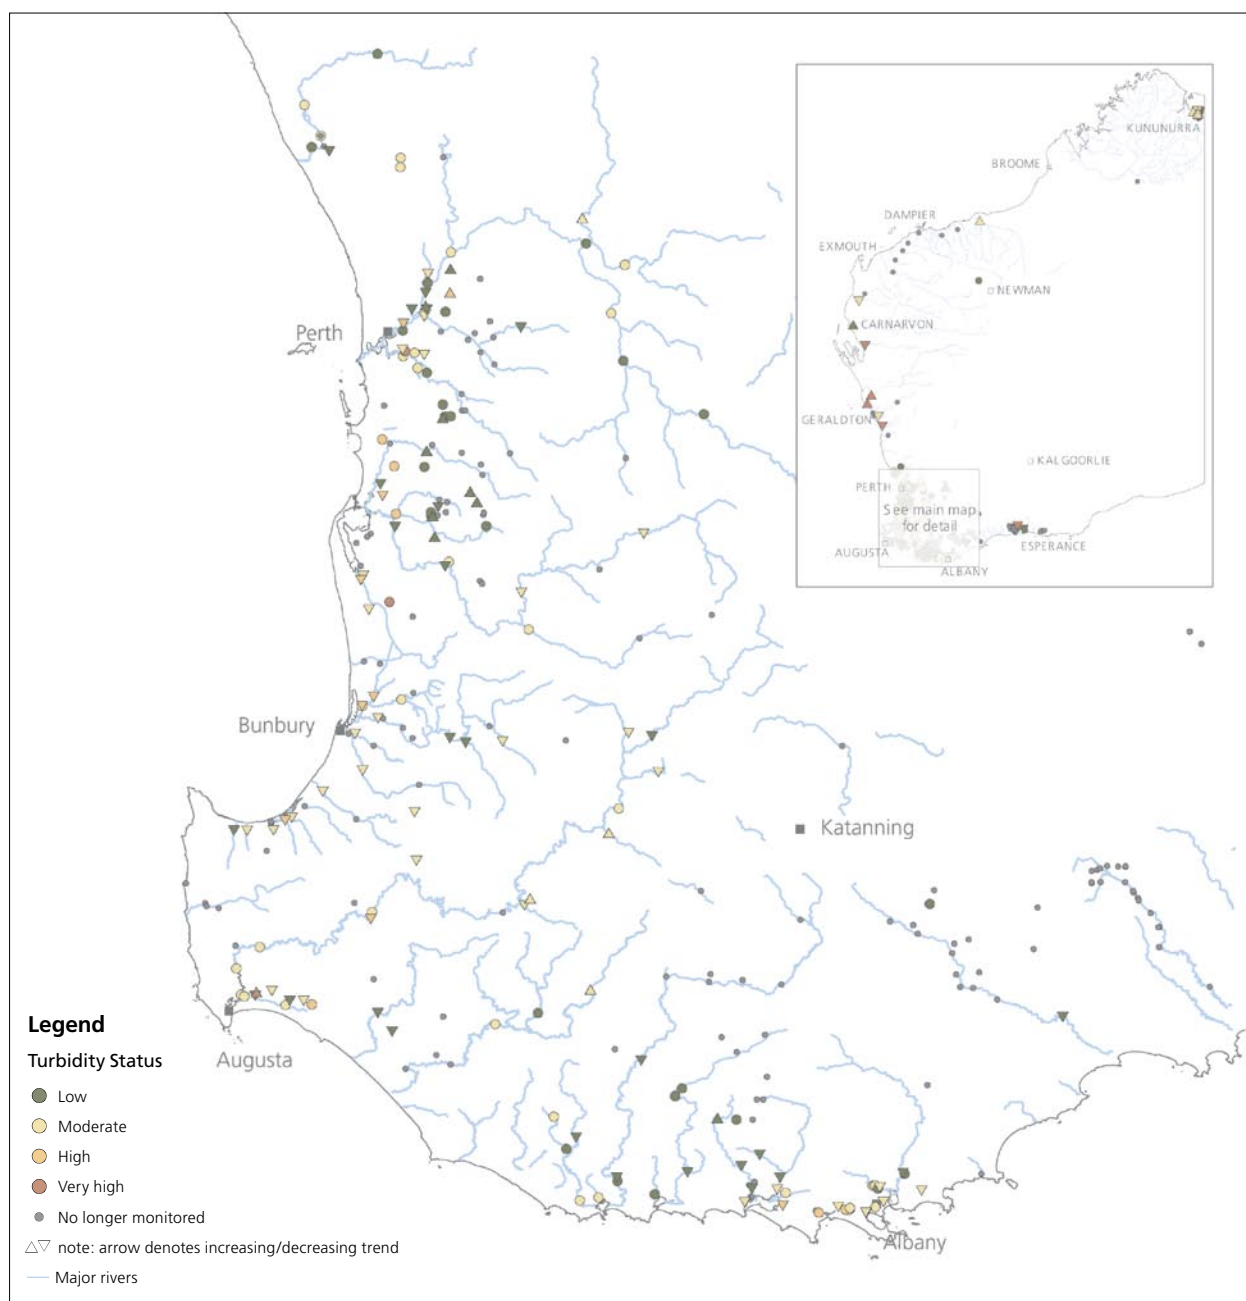 KUNUNURRA
BROOME
DAMPIER
EXMOUTH
NEWMAN
CARNARVON
GERALDTON
KALGOORLIE
PERTH
See main map
for detail
ESPERANCE
AUGUSTA
ALBANY
Perth
Bunbury
Katanning
Augusta
Albany
Legend
Turbidity Status
Low
Moderate
High
Very high
No longer monitored
note: arrow denotes increasing/decreasing trend
Major rivers